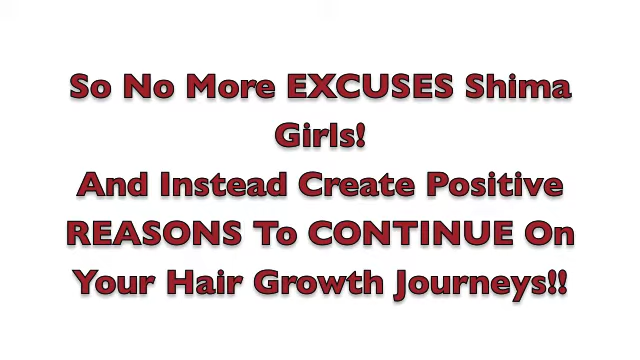 So No More EXCUSES Shima
Girls!
And Instead Create Positive
REASONS To CONTINUE On
Your Hair Growth Journeys!!